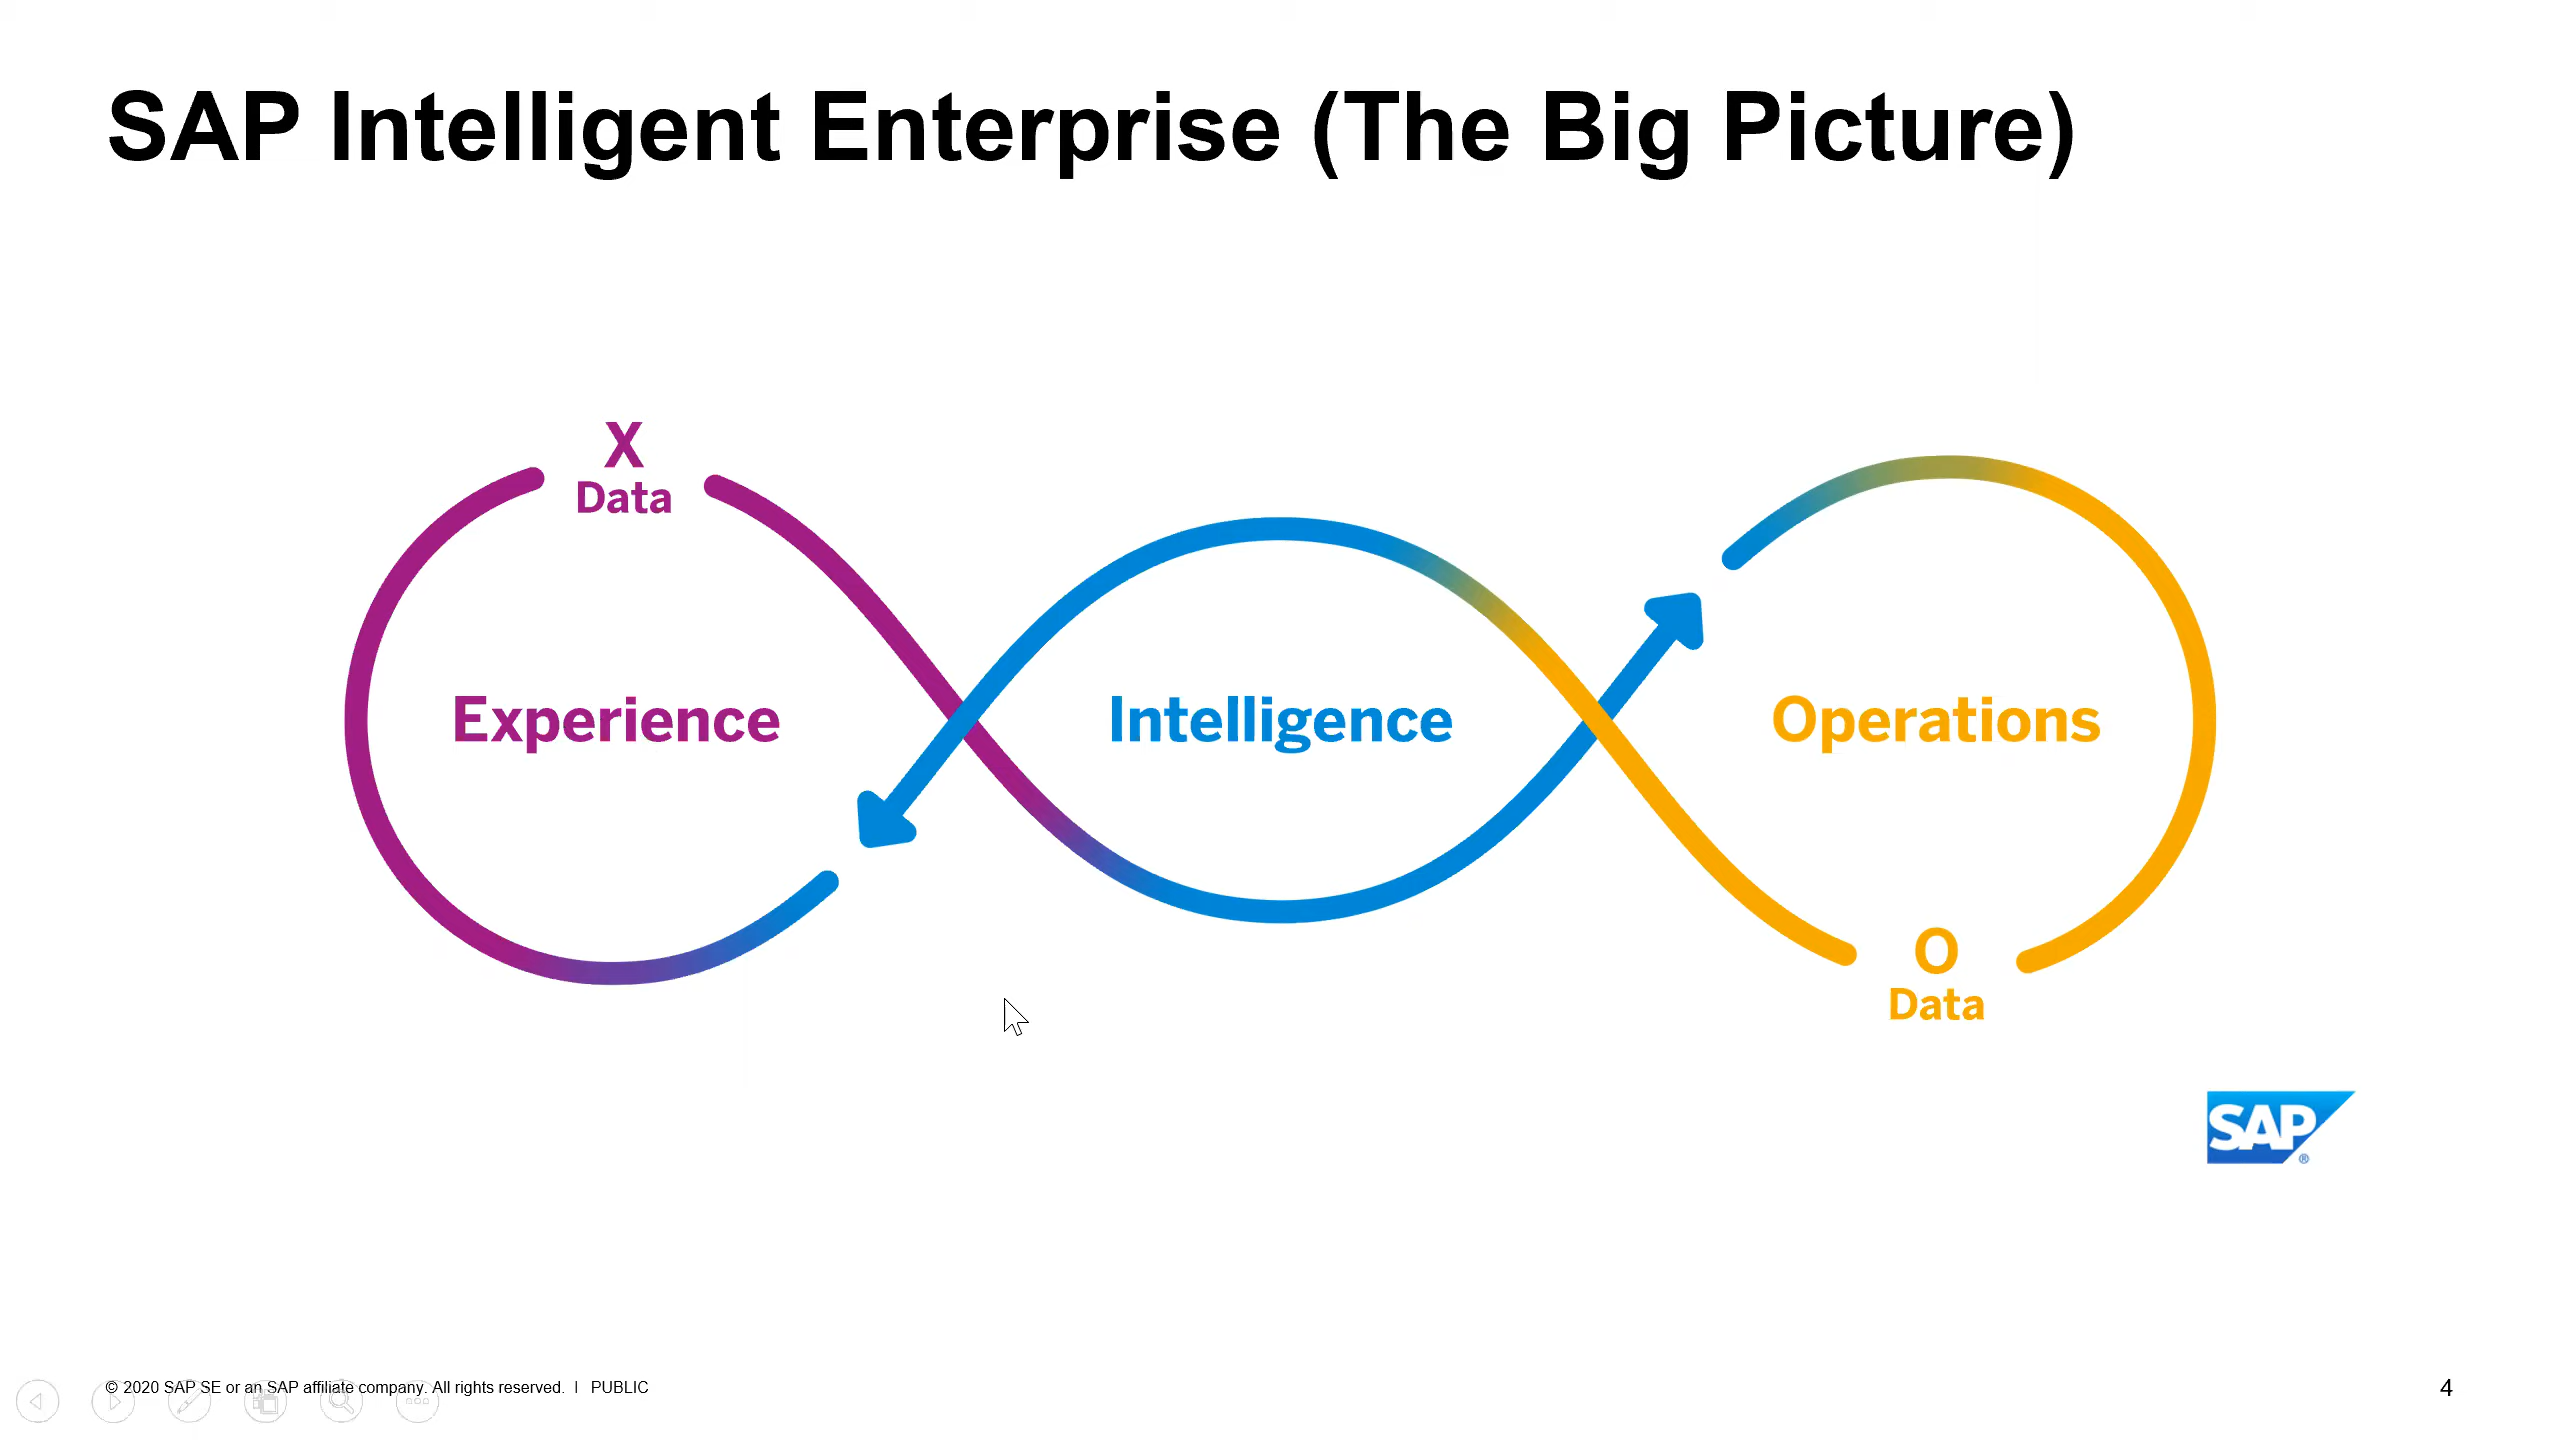 SAP Intelligent Enterprise (The Big Picture)
X
Data
Experience
Intelligence
Operations
O
Data
SAP
®
© 2020 SAP SE or an SAP affiliate company. All rights reserved. | PUBLIC
4